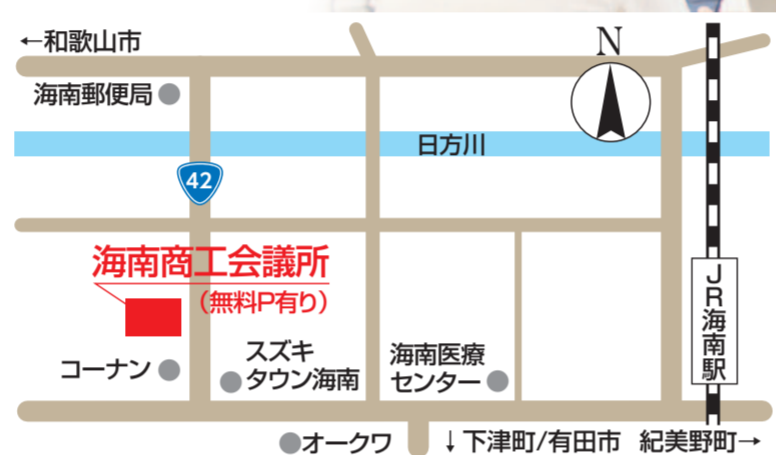 ←和歌山市
N
海南郵便局
日方川
42
海南商工会議所
(無料P有り)
JR海南駅
コーナン
スズキ
タウン海南
海南医療
センター
オークワ
↓下津町/有田市
紀美野町→